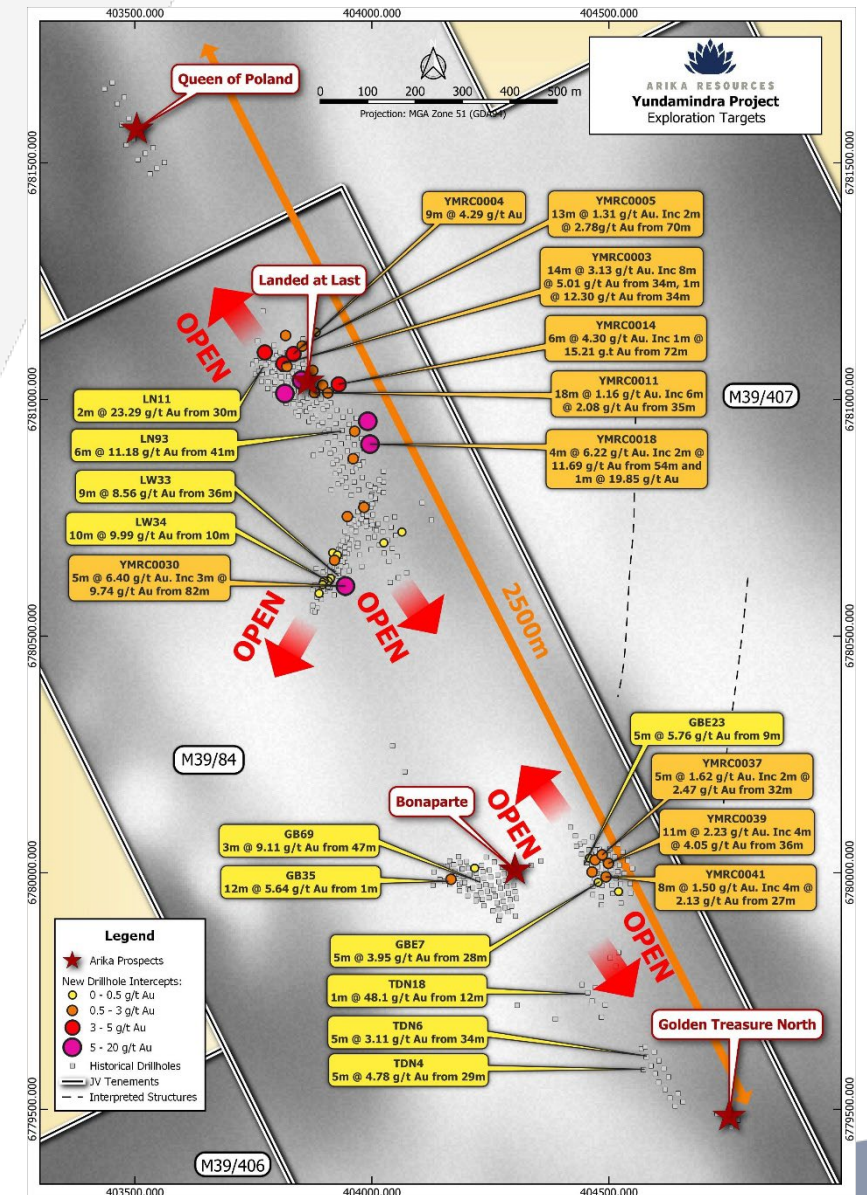 403500.000 404000.000 404500.000
ARIKA RESOURCES
Yundamindra Project
Exploration Targets
0 100 200 300 400 500 m
Projection: MGA Zone 51 (GDA94)
Queen of Poland
6781500.000 6781500.000
YMRC0004
9m @ 4.29 g/t Au
YMRC0005
13m @ 1.31 g/t Au. Inc 2m
@ 2.78g/t Au from 70m
YMRC0003
14m @ 3.13 g/t Au. Inc 8m
@ 5.01 g/t Au from 34m, 1m
@ 12.30 g/t Au from 34m
Landed at Last
OPEN
YMRC0014
6m @ 4.30 g/t Au. Inc 1m @
15.21 g.t Au from 72m
YMRC0011
18m @ 1.16 g/t Au. Inc 6m
@ 2.08 g/t Au from 35m
M39/407
6781000.000 6781000.000
LN11
2m @ 23.29 g/t Au from 30m
LN93
6m @ 11.18 g/t Au from 41m
YMRC0018
4m @ 6.22 g/t Au. Inc 2m @
11.69 g/t Au from 54m and
1m @ 19.85 g/t Au
LW33
9m @ 8.56 g/t Au from 36m
LW34
10m @ 9.99 g/t Au from 10m
YMRC0030
5m @ 6.40 g/t Au. Inc 3m @
9.74 g/t Au from 82m
OPEN
OPEN
2500m
6780500.000 6780500.000
M39/84
GBE23
5m @ 5.76 g/t Au from 9m
YMRC0037
5m @ 1.62 g/t Au. Inc 2m @
2.47 g/t Au from 32m
Bonaparte
OPEN
YMRC0039
11m @ 2.23 g/t Au. Inc 4m
@ 4.05 g/t Au from 36m
GB69
3m @ 9.11 g/t Au from 47m
GB35
12m @ 5.64 g/t Au from 1m
6780000.000 6780000.000
YMRC0041
8m @ 1.50 g/t Au. Inc 4m @
2.13 g/t Au from 27m
GBE7
5m @ 3.95 g/t Au from 28m
OPEN
TDN18
1m @ 48.1 g/t Au from 12m
TDN6
5m @ 3.11 g/t Au from 34m
TDN4
5m @ 4.78 g/t Au from 29m
Golden Treasure North
Legend
Arika Prospects
New Drillhole Intercepts:
0 - 0.5 g/t Au
0.5 - 3 g/t Au
3 - 5 g/t Au
5 - 20 g/t Au
Historical Drillholes
JV Tenements
Interpreted Structures
6779500.000 6779500.000
M39/406
403500.000 404000.000 404500.000